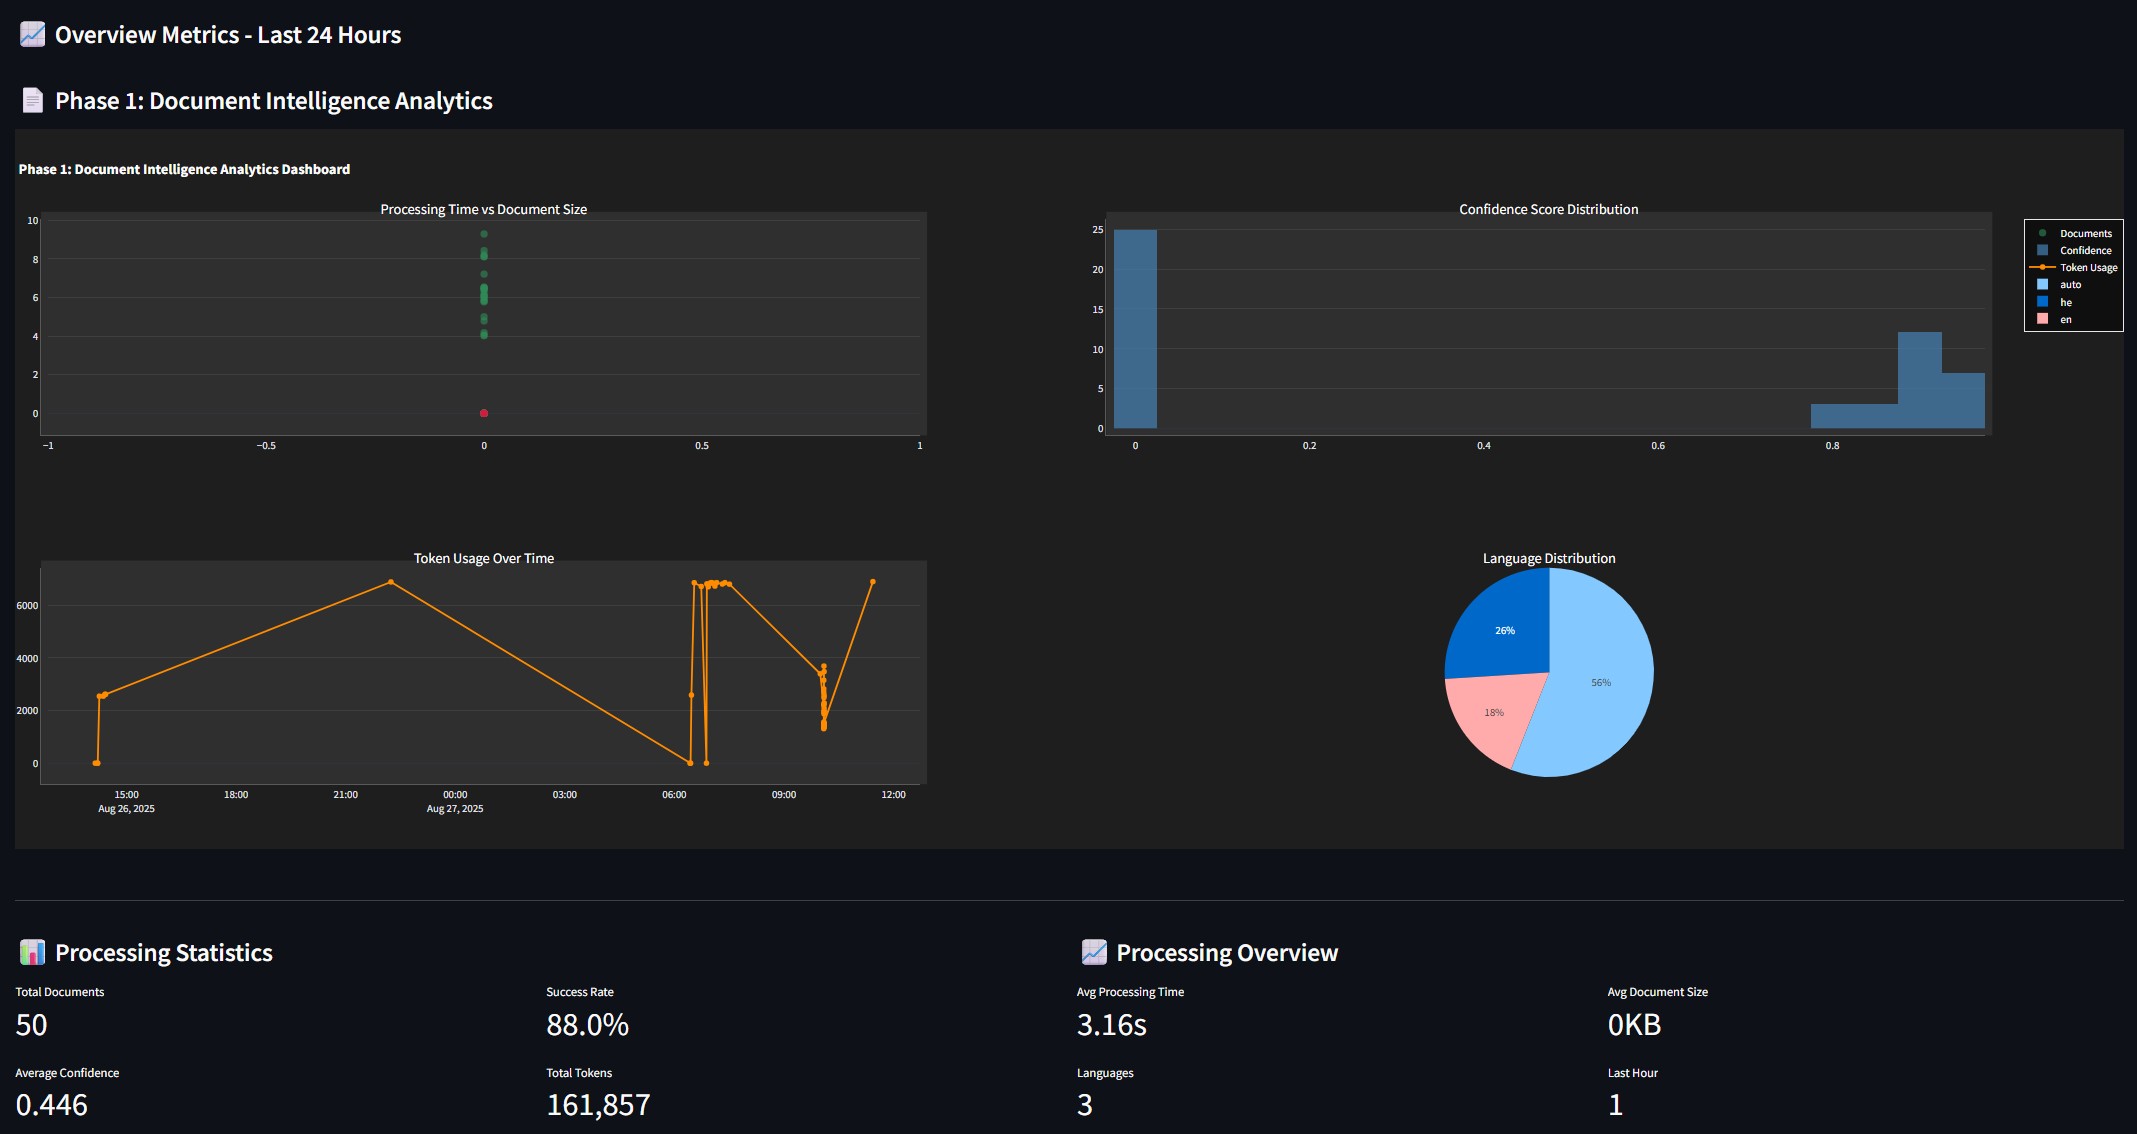 Overview Metrics - Last 24 Hours
Phase 1: Document Intelligence Analytics
Phase 1: Document Intelligence Analytics Dashboard
Processing Time vs Document Size
10
8
6
4
2
0
−1
−0.5
0
0.5
1
Confidence Score Distribution
25
20
15
10
5
0
0
0.2
0.4
0.6
0.8
Documents
Confidence
Token Usage
auto
he
en
Token Usage Over Time
6000
4000
2000
0
15:00
Aug 26, 2025
18:00
21:00
00:00
Aug 27, 2025
03:00
06:00
09:00
12:00
Language Distribution
26%
56%
18%
Processing Statistics
Total Documents
50
Success Rate
88.0%
Average Confidence
0.446
Total Tokens
161,857
Processing Overview
Avg Processing Time
3.16s
Avg Document Size
0KB
Languages
3
Last Hour
1